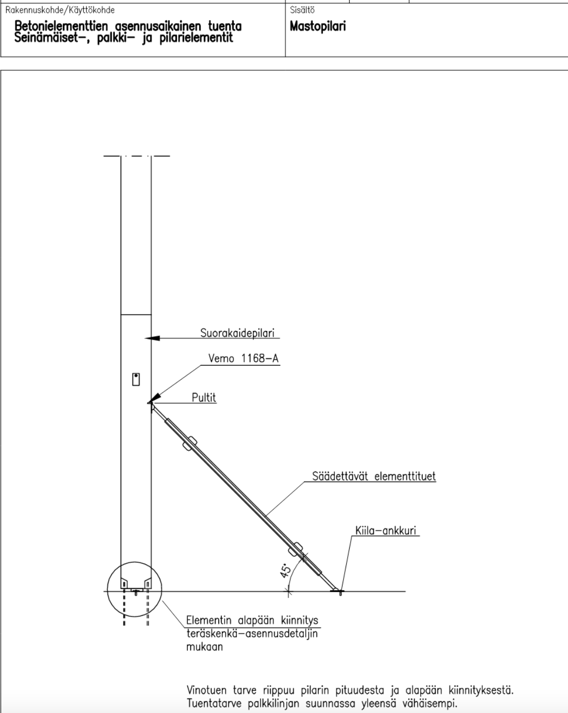 Rakennuskohde/Käyttökohde
Betonielementtien asennusaikainen tuenta
Seinämäiset-, palkki- ja pilarielementit
Sisältö
Mastopilari
Suorakaidepilari
Vemo 1168-A
Pultit
Säädettävät elementtituet
Kiila-ankkuri
45°
Elementin alapään kiinnitys
teräskenkä-asennusdetaljin
mukaan
Vinotuen tarve riippuu pilarin pituudesta ja alapään kiinnityksestä.
Tuentatarve palkkilinjan suunnassa yleensä vähäisempi.